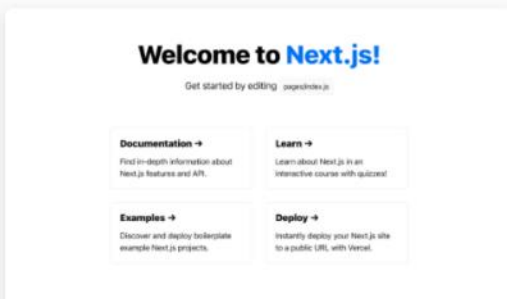 Welcome to Next.js!
Get started by editing pages/index.js
Documentation →
Find in-depth information about
Next.js features and API.
Learn →
Learn about Next.js in an
interactive course with quizzes!
Examples →
Discover and deploy boilerplate
example Next.js projects.
Deploy →
Instantly deploy your Next.js site
to a public URL with Vercel.